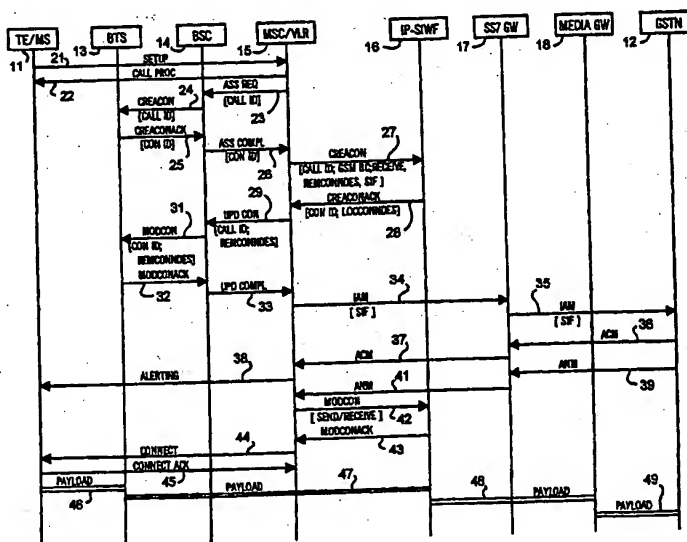 TE/MS
BTS
BSC
MSC/VLR
IP-SIWF
SS7 GW
MEDIA GW
GSTN
11
13
14
15
16
17
18
12
21
SETUP
CALL PROC
22
ASS REQ
[CALL ID]
23
24
CREACON
[CALL ID]
CREACONACK
[CON ID]
25
ASS COMPL
[CON ID]
26
27
CREACON
[CALL ID; GSM BC; RECEIVE,
REMCONNDES, SIF ]
CREACONACK
[CON ID; LOCCONNDES]
28
29
UPD CON
[CALL ID;
REMCONNDES]
31
MODCON
[CON ID;
REMCONNDES]
MODCONACK
32
UPD COMPL
33
34
IAM
[ SIF ]
35
IAM
[ SIF ]
ACM
36
37
ACM
38
ALERTING
ANM
39
41
ANM
MODCON
[ SEND/RECEIVE ]
42
MODCONACK
43
44
CONNECT
CONNECT ACK
45
PAYLOAD
46
PAYLOAD
47
48
PAYLOAD
49
PAYLOAD